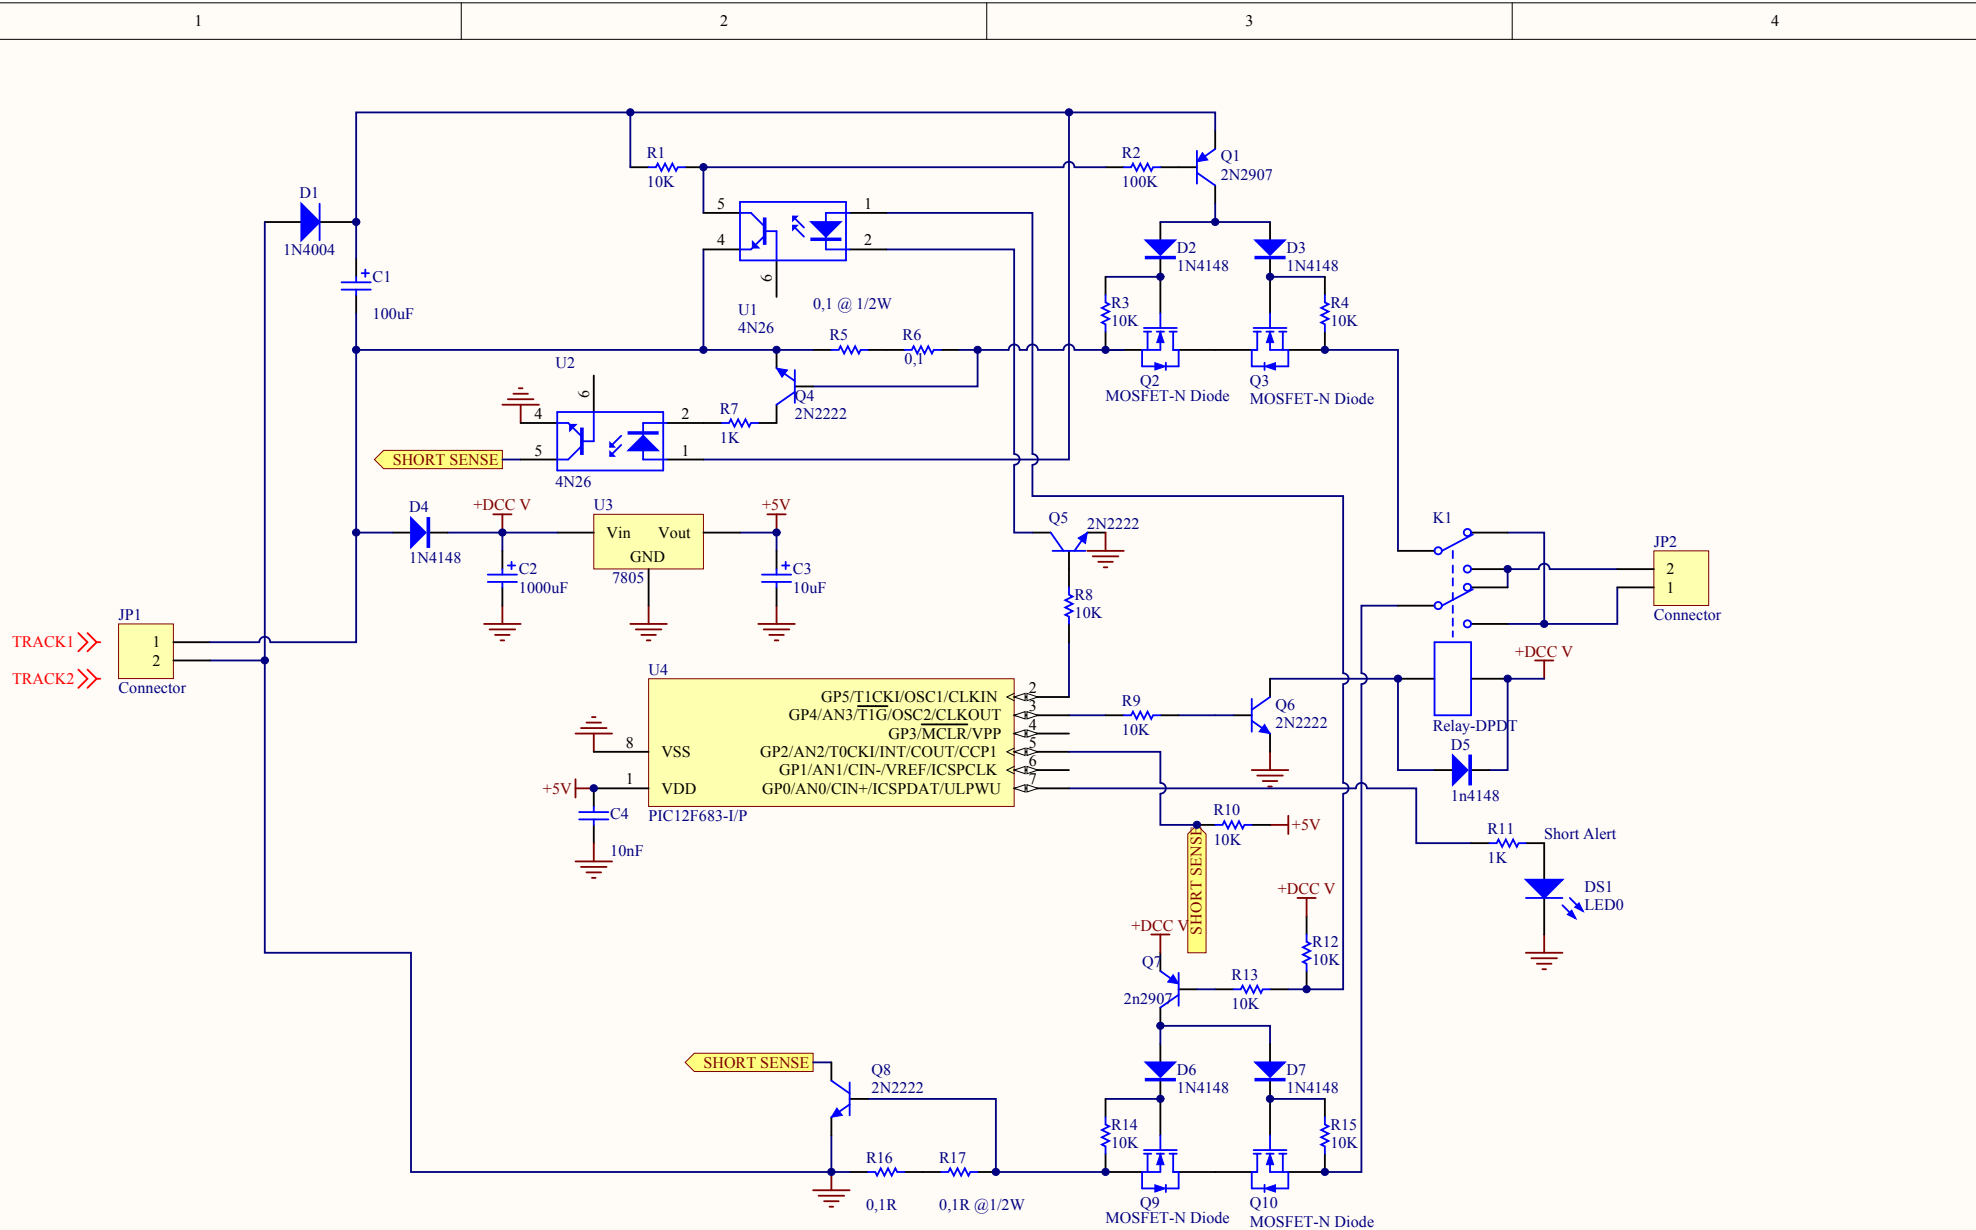 1 2 3 4
R1
10K
R2
100K
Q1
2N2907
D1
1N4004
5 1
4 2
6
U1
4N26
0,1 @ 1/2W
D2
1N4148
D3
1N4148
+ C1
100uF
R3
10K
R4
10K
R5
R6
0,1
Q2
MOSFET-N Diode
Q3
MOSFET-N Diode
U2
6
4 2
5 1
4N26
R7
1K
Q4
2N2222
SHORT SENSE
D4
1N4148
+DCC V
U3
Vin Vout
GND
7805
+5V
+ C2
1000uF
+ C3
10uF
Q5
2N2222
R8
10K
K1
JP2
2
1
Connector
JP1
TRACK1
1
2
TRACK2
Connector
+DCC V
Relay-DPDT
D5
1n4148
U4
GP5/T1CKI/OSC1/CLKIN 2
GP4/AN3/T1G/OSC2/CLKOUT 3
GP3/MCLR/VPP 4
8 VSS GP2/AN2/T0CKI/INT/COUT/CCP1 5
GP1/AN1/CIN-/VREF/ICSPCLK 6
+5V 1 VDD GP0/AN0/CIN+/ICSPDAT/ULPWU 7
PIC12F683-I/P
C4
10nF
R9
10K
Q6
2N2222
R10
10K
+5V
SHORT SENSE
R11
1K
Short Alert
DS1
LED0
+DCC V
+DCC V
R12
10K
Q7
2n2907
R13
10K
SHORT SENSE
Q8
2N2222
D6
1N4148
D7
1N4148
R14
10K
R15
10K
R16
0,1R
R17
0,1R @1/2W
Q9
MOSFET-N Diode
Q10
MOSFET-N Diode